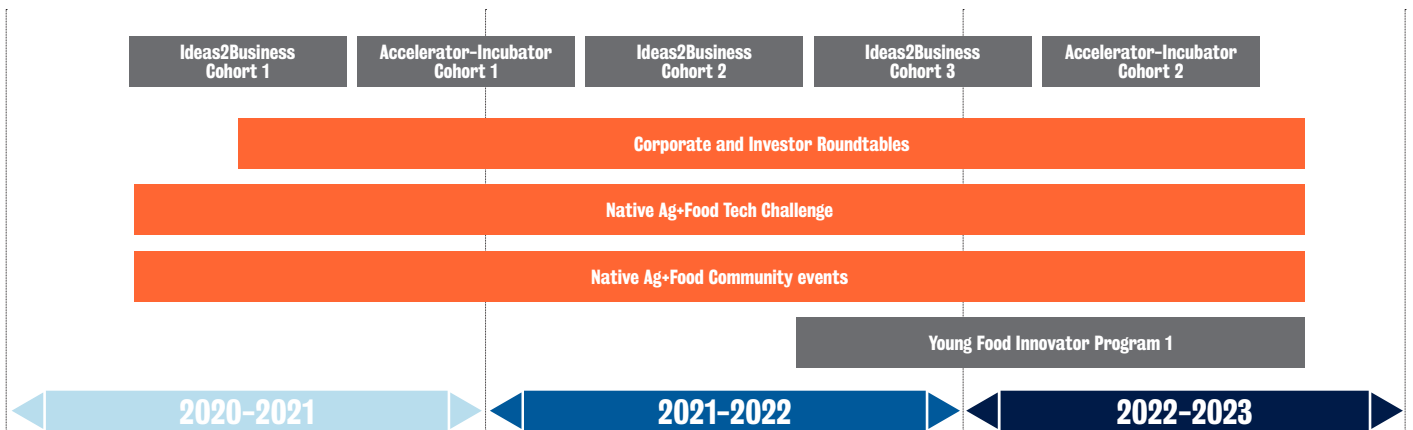 Ideas2Business
Cohort 1
Accelerator-Incubator
Cohort 1
Ideas2Business
Cohort 2
Ideas2Business
Cohort 3
Accelerator-Incubator
Cohort 2
Corporate and Investor Roundtables
Native Ag+Food Tech Challenge
Native Ag+Food Community events
Young Food Innovator Program 1
2020-2021
2021-2022
2022-2023